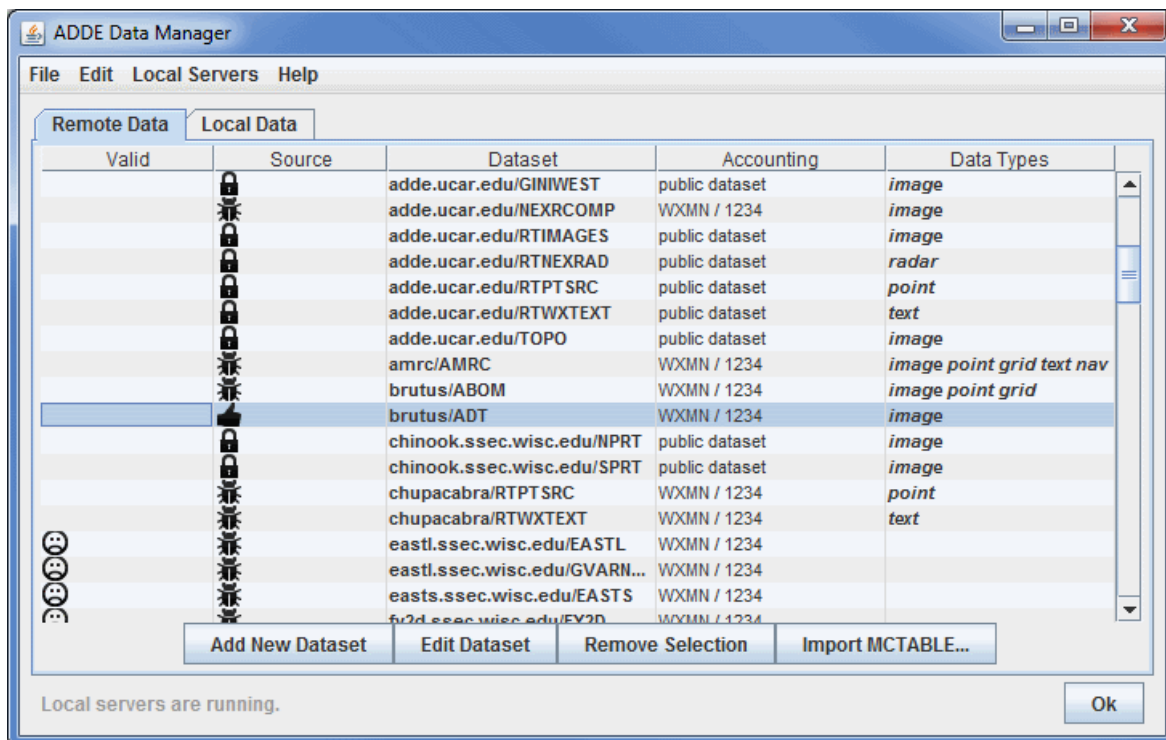 ADDE Data Manager
File Edit Local Servers Help
Remote Data Local Data
Valid Source Dataset Accounting Data Types
adde.ucar.edu/GINIWEST public dataset image
adde.ucar.edu/NEXRCOMP WXMN / 1234 image
adde.ucar.edu/RTIMAGES public dataset image
adde.ucar.edu/RTNEXRAD public dataset radar
adde.ucar.edu/RTPTSRC public dataset point
adde.ucar.edu/RTWXTEXT public dataset text
adde.ucar.edu/TOPO public dataset image
amrc/AMRC WXMN / 1234 image point grid text nav
brutus/ABOM WXMN / 1234 image point grid
brutus/ADT WXMN / 1234 image
chinook.ssec.wisc.edu/NPRT public dataset image
chinook.ssec.wisc.edu/SPRT public dataset image
chupacabra/RTPTSRC WXMN / 1234 point
chupacabra/RTWXTEXT WXMN / 1234 text
eastl.ssec.wisc.edu/EASTL WXMN / 1234
eastl.ssec.wisc.edu/GVARN... WXMN / 1234
easts.ssec.wisc.edu/EASTS WXMN / 1234
fy2d.ssec.wisc.edu/FY2D WXMN / 1234
Add New Dataset Edit Dataset Remove Selection Import MCTABLE...
Local servers are running. Ok